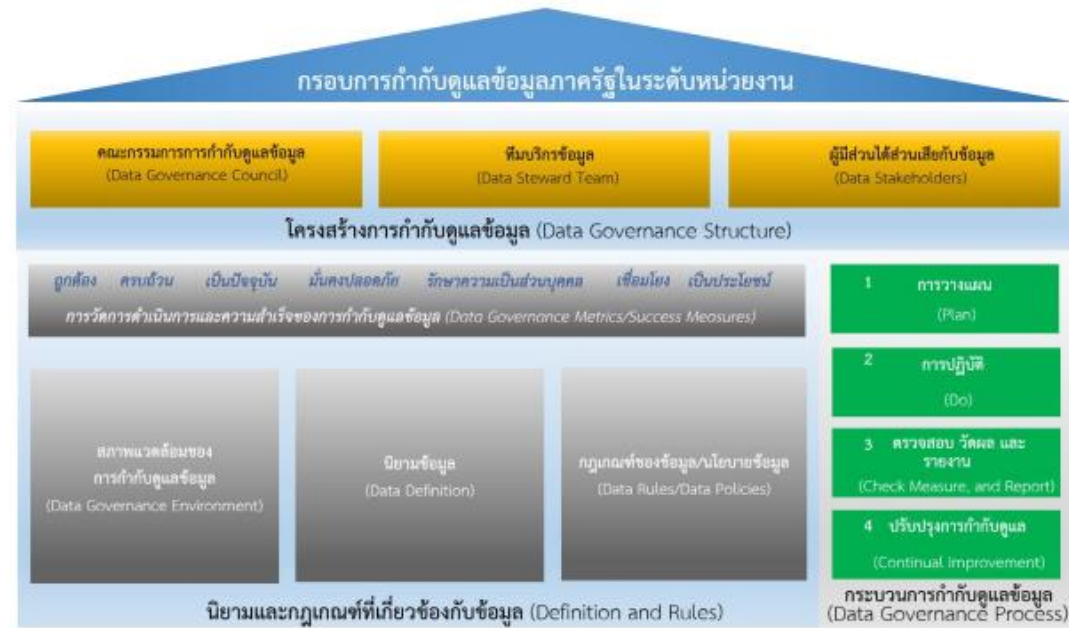 กรอบการกำกับดูแลข้อมูลภาครัฐในระดับหน่วยงาน
คณะกรรมการการกำกับดูแลข้อมูล
(Data Governance Council)
ทีมบริกรข้อมูล
(Data Steward Team)
ผู้มีส่วนได้ส่วนเสียกับข้อมูล
(Data Stakeholders)
โครงสร้างการกำกับดูแลข้อมูล (Data Governance Structure)
ถูกต้อง ครบถ้วน เป็นปัจจุบัน มั่นคงปลอดภัย รักษาความเป็นส่วนบุคคล เชื่อมโยง เป็นประโยชน์
การวัดการดำเนินการและความสำเร็จของการกำกับดูแลข้อมูล (Data Governance Metrics/Success Measures)
สภาพแวดล้อมของ
การกำกับดูแลข้อมูล
(Data Governance Environment)
นิยามข้อมูล
(Data Definition)
กฎเกณฑ์ของข้อมูล/นโยบายข้อมูล
(Data Rules/Data Policies)
นิยามและกฎเกณฑ์ที่เกี่ยวข้องกับข้อมูล (Definition and Rules)
1 การวางแผน
(Plan)
2 การปฏิบัติ
(Do)
3 ตรวจสอบ วัดผล และ
รายงาน
(Check Measure, and Report)
4 ปรับปรุงการกำกับดูแล
(Continual Improvement)
กระบวนการกำกับดูแลข้อมูล
(Data Governance Process)